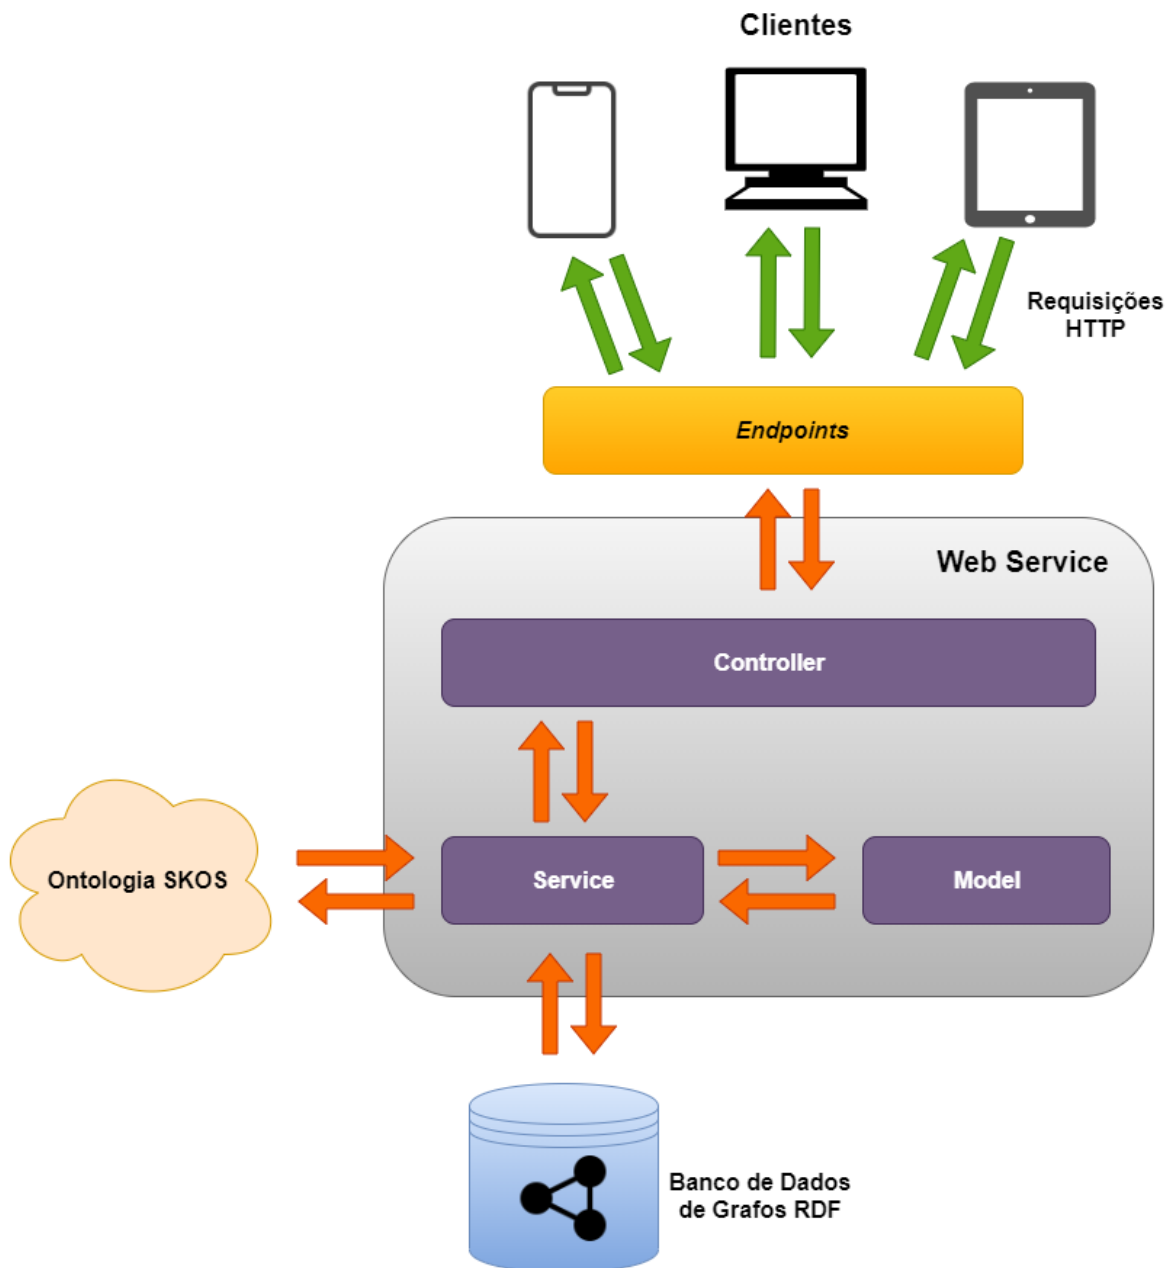 Clientes
Requisições
HTTP
Endpoints
Web Service
Controller
Ontologia SKOS
Service
Model
Banco de Dados
de Grafos RDF